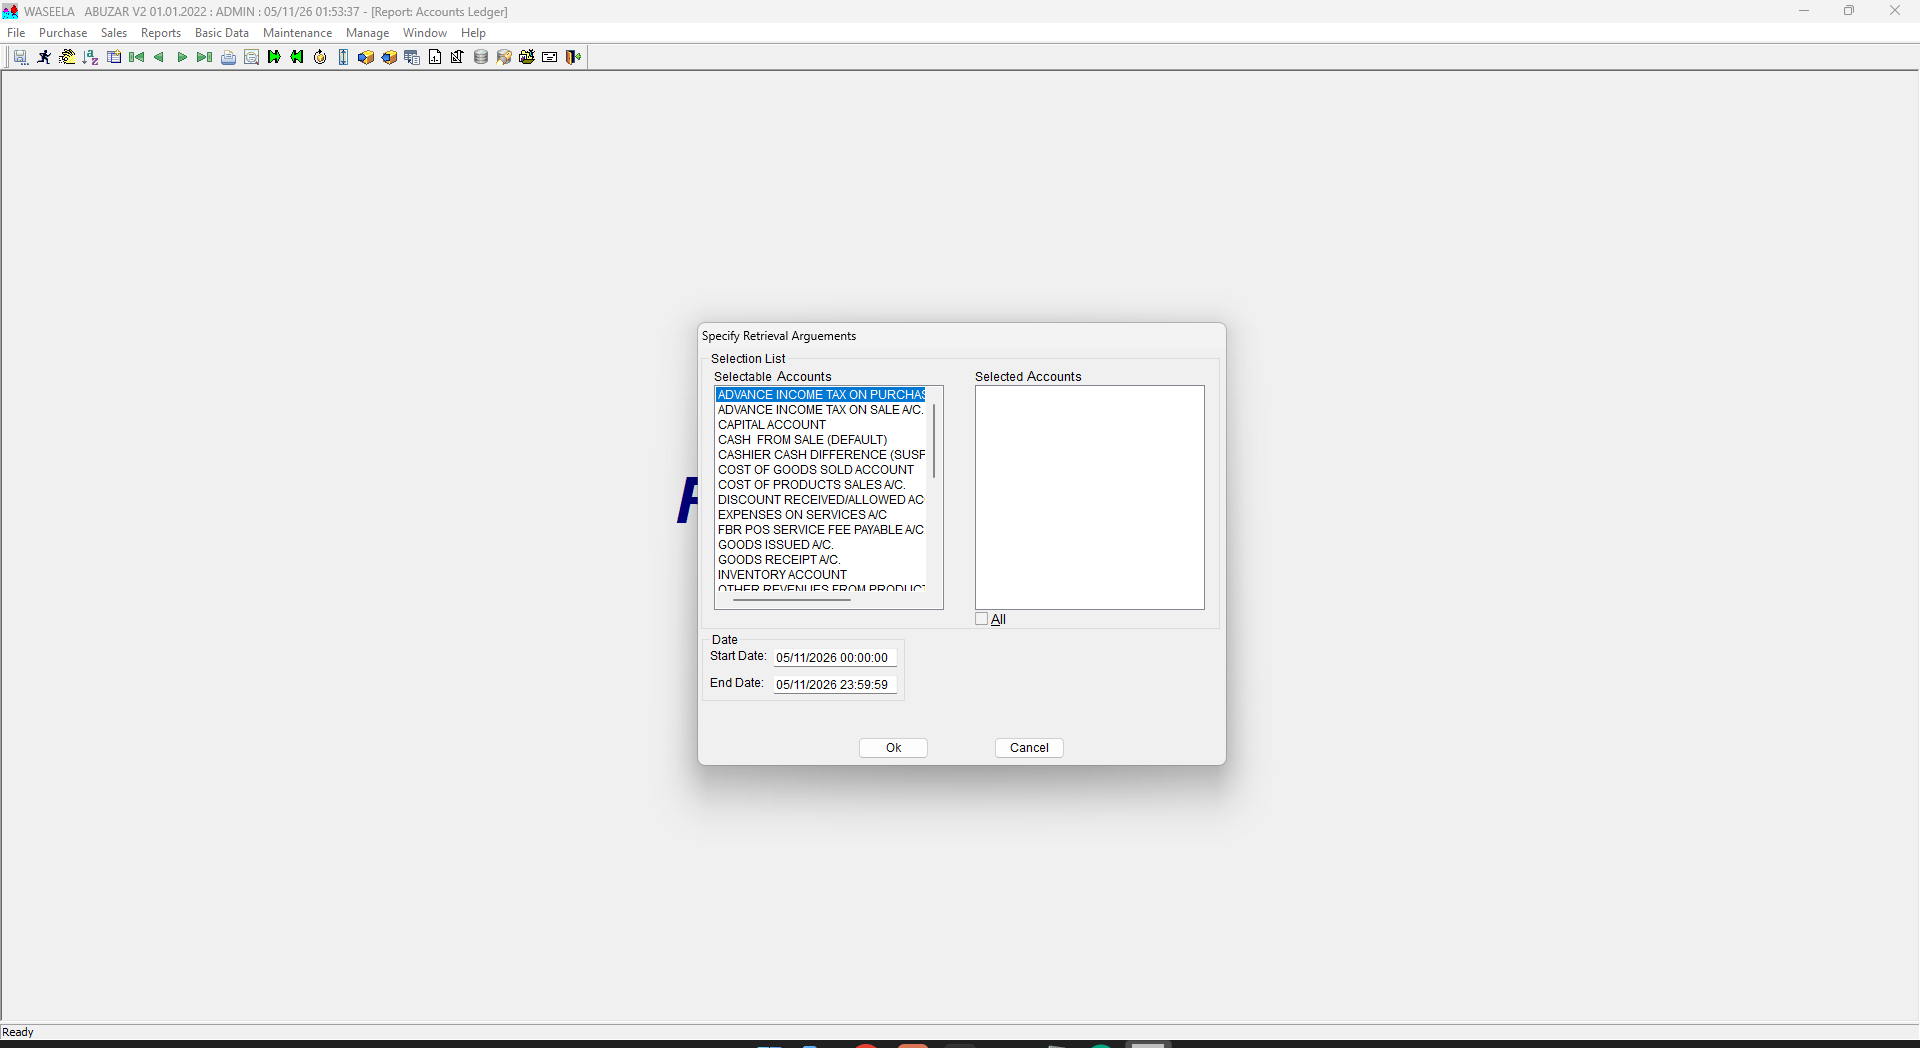 WASEELA ABUZAR V2 01.01.2022 : ADMIN : 05/11/26 01:53:37 - [Report: Accounts Ledger]
File Purchase Sales Reports Basic Data Maintenance Manage Window Help
Specify Retrieval Arguements
Selection List
Selectable Accounts
ADVANCE INCOME TAX ON PURCHAS
ADVANCE INCOME TAX ON SALE A/C.
CAPITAL ACCOUNT
CASH FROM SALE (DEFAULT)
CASHIER CASH DIFFERENCE (SUSP
COST OF GOODS SOLD ACCOUNT
COST OF PRODUCTS SALES A/C.
DISCOUNT RECEIVED/ALLOWED AC
EXPENSES ON SERVICES A/C
FBR POS SERVICE FEE PAYABLE A/C
GOODS ISSUED A/C.
GOODS RECEIPT A/C.
INVENTORY ACCOUNT
OTHER REVENUES FROM PRODUCT
Selected Accounts
All
Date
Start Date: 05/11/2026 00:00:00
End Date: 05/11/2026 23:59:59
Ok Cancel
Ready